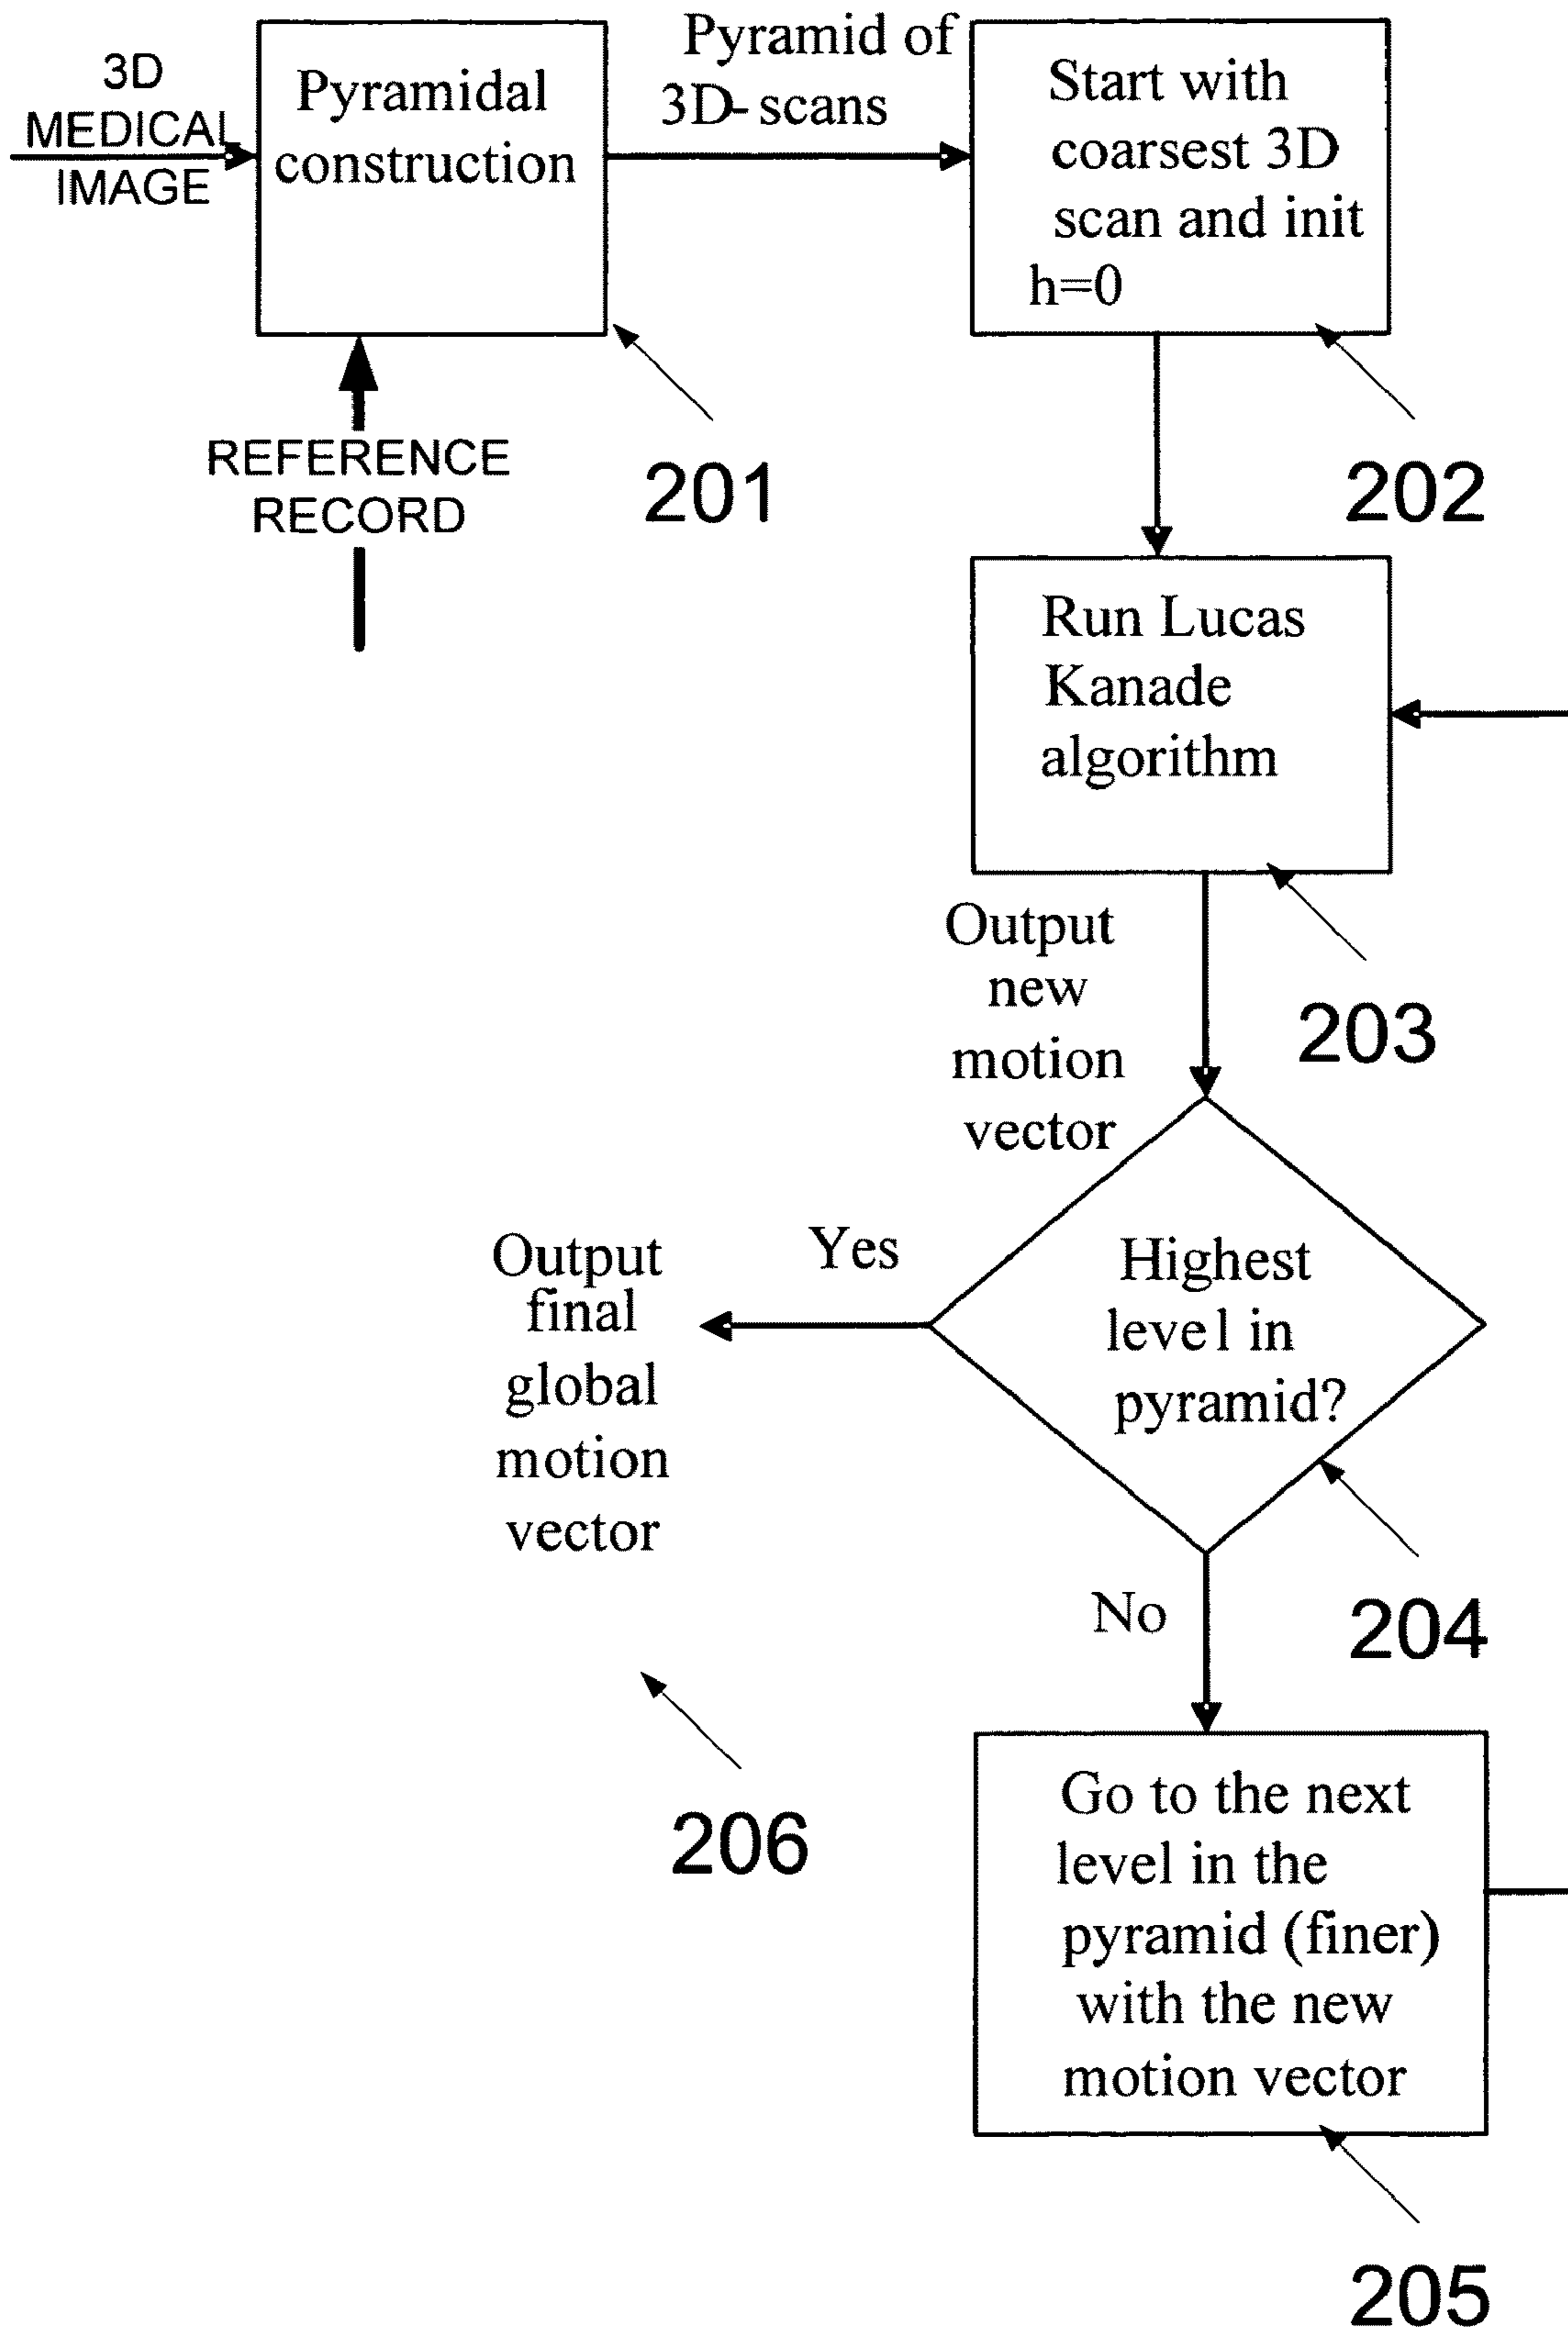 3D
MEDICAL
IMAGE
Pyramidal
construction
Pyramid of
3D-scans
Start with
coarsest 3D
scan and init
h=0
REFERENCE
RECORD
201
202
Run Lucas
Kanade
algorithm
Output
new
motion
vector
203
Highest
level in
pyramid?
Yes
Output
final
global
motion
vector
No
204
206
Go to the next
level in the
pyramid (finer)
with the new
motion vector
205